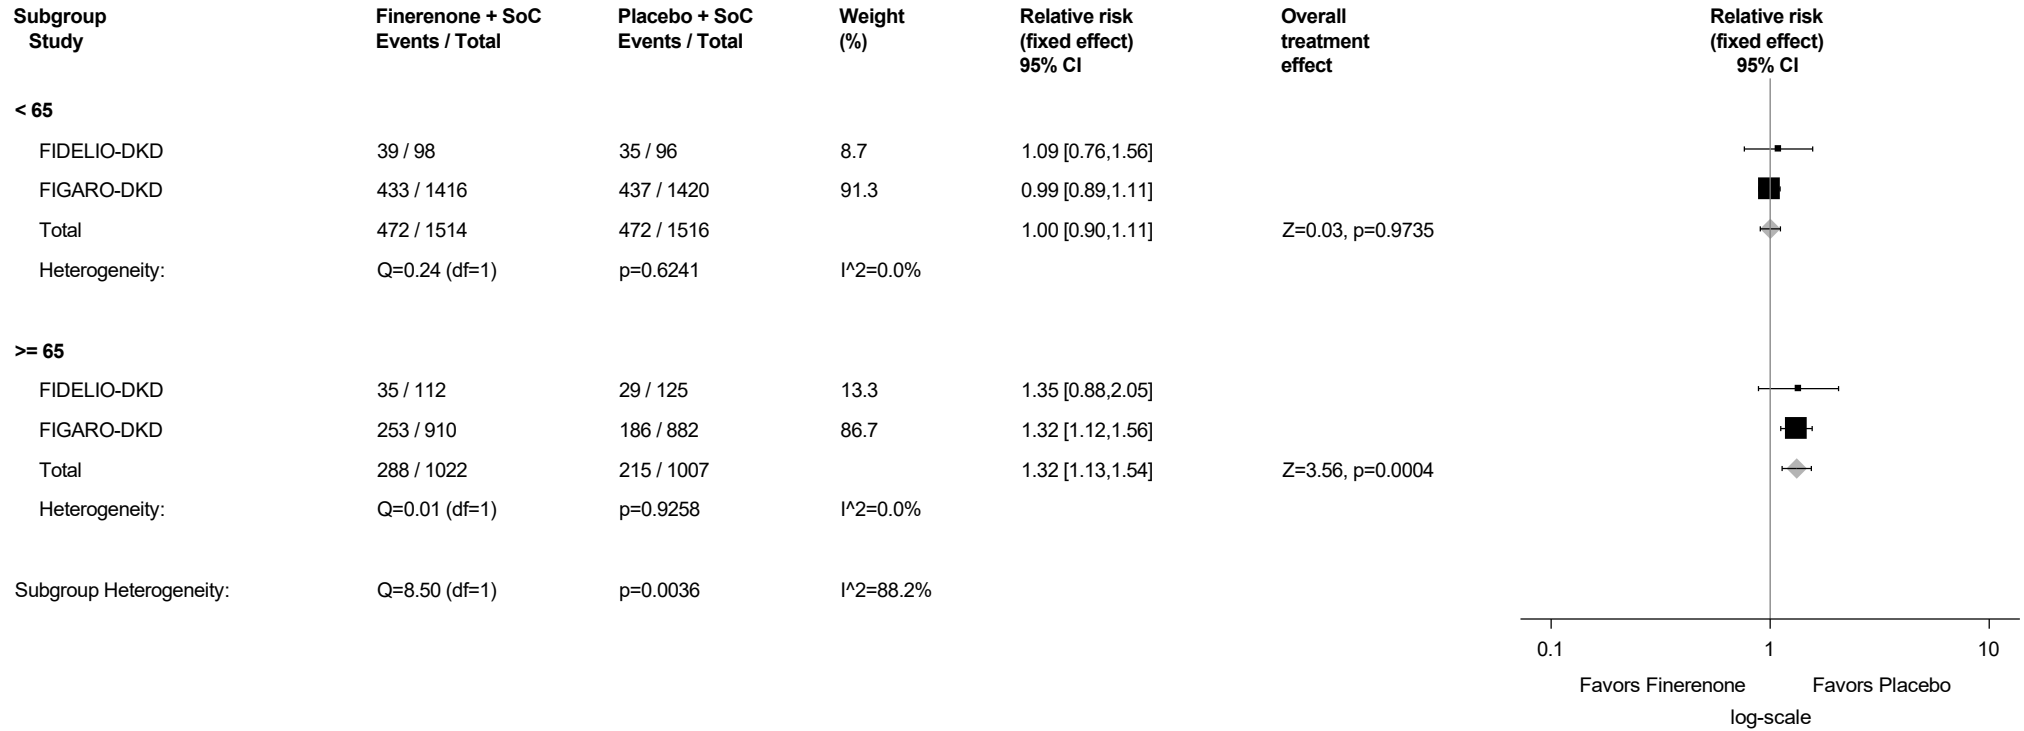 Subgroup Finerenone + SoC Placebo + SoC Weight Relative risk Overall Relative risk
Study Events / Total Events / Total (%) (fixed effect) treatment (fixed effect)
95% CI effect 95% CI
< 65
FIDELIO-DKD 39 / 98 35 / 96 8.7 1.09 [0.76,1.56]
FIGARO-DKD 433 / 1416 437 / 1420 91.3 0.99 [0.89,1.11]
Total 472 / 1514 472 / 1516 1.00 [0.90,1.11] Z=0.03, p=0.9735
Heterogeneity: Q=0.24 (df=1) p=0.6241 I^2=0.0%
>= 65
FIDELIO-DKD 35 / 112 29 / 125 13.3 1.35 [0.88,2.05]
FIGARO-DKD 253 / 910 186 / 882 86.7 1.32 [1.12,1.56]
Total 288 / 1022 215 / 1007 1.32 [1.13,1.54] Z=3.56, p=0.0004
Heterogeneity: Q=0.01 (df=1) p=0.9258 I^2=0.0%
Subgroup Heterogeneity: Q=8.50 (df=1) p=0.0036 I^2=88.2%
0.1 1 10
Favors Finerenone Favors Placebo
log-scale